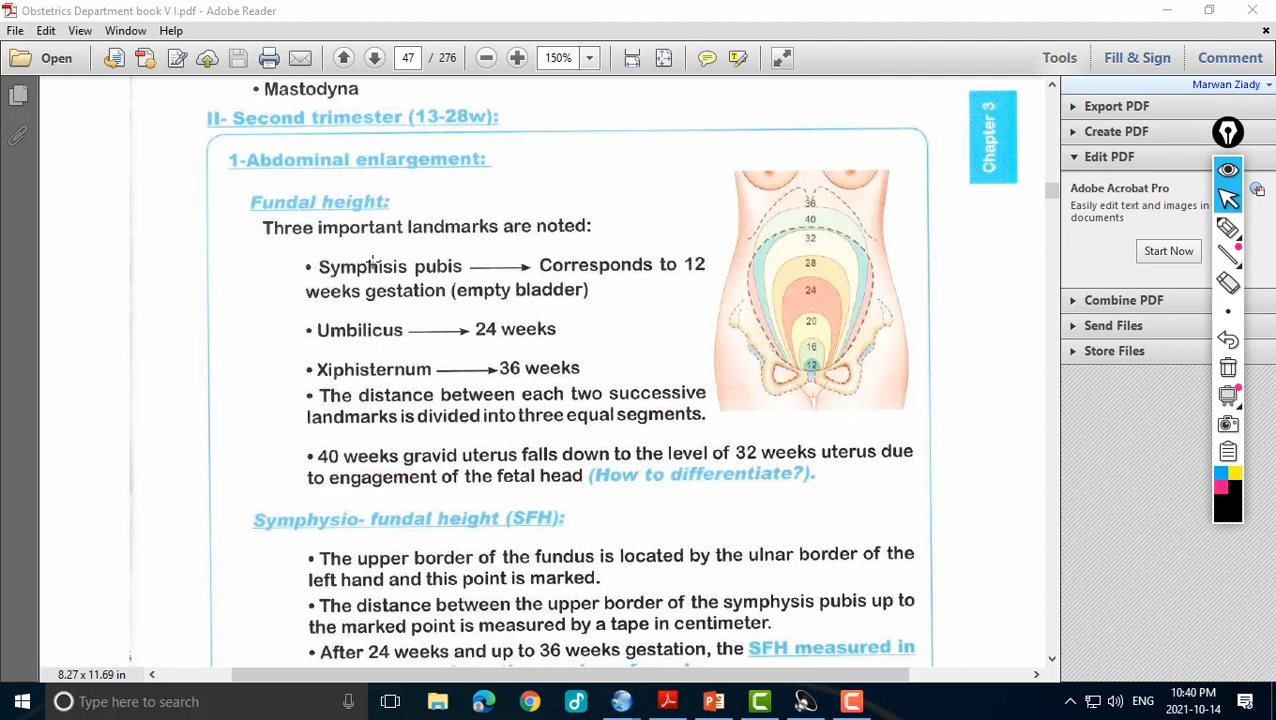 Obstetrics Department book V I.pdf - Adobe Reader
File Edit View Window Help
Open 47 / 276 150% Tools Fill & Sign Comment
• Mastodyna
II- Second trimester (13-28w):
1-Abdominal enlargement:
Fundal height:
Three important landmarks are noted:
• Symphisis pubis → Corresponds to 12
weeks gestation (empty bladder)
• Umbilicus → 24 weeks
• Xiphisternum → 36 weeks
• The distance between each two successive
landmarks is divided into three equal segments.
• 40 weeks gravid uterus falls down to the level of 32 weeks uterus due
to engagement of the fetal head (How to differentiate?).
Symphysio- fundal height (SFH):
• The upper border of the fundus is located by the ulnar border of the
left hand and this point is marked.
• The distance between the upper border of the symphysis pubis up to
the marked point is measured by a tape in centimeter.
• After 24 weeks and up to 36 weeks gestation, the SFH measured in
36
40
32
28
24
20
16
12
Chapter 3
Marwan Ziady
Export PDF
Create PDF
Edit PDF
Adobe Acrobat Pro
Easily edit text and images in
documents
Start Now
Combine PDF
Send Files
Store Files
8.27 x 11.69 in
Type here to search
ENG
10:40 PM
2021-10-14